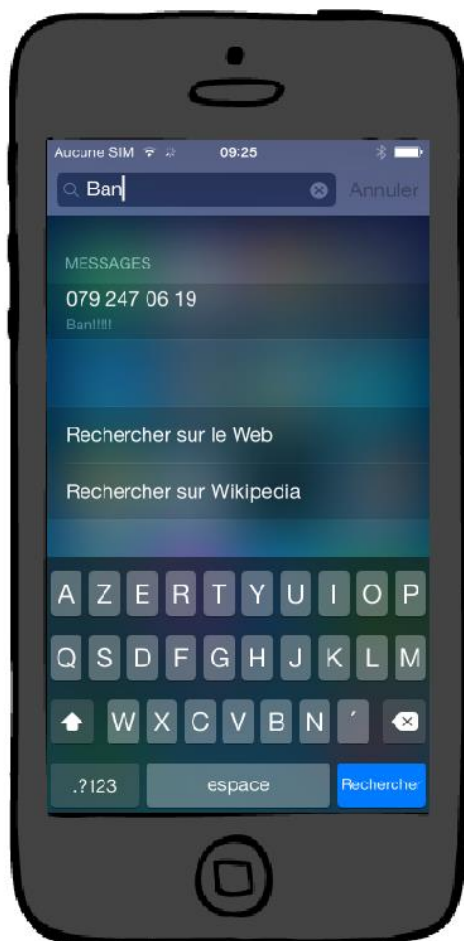 Aucune SIM 09:25
Ban Annuler
MESSAGES
079 247 06 19
Ban!!!!!
Rechercher sur le Web
Rechercher sur Wikipedia
A Z E R T Y U I O P
Q S D F G H J K L M
W X C V B N ´
.?123 espace Rechercher